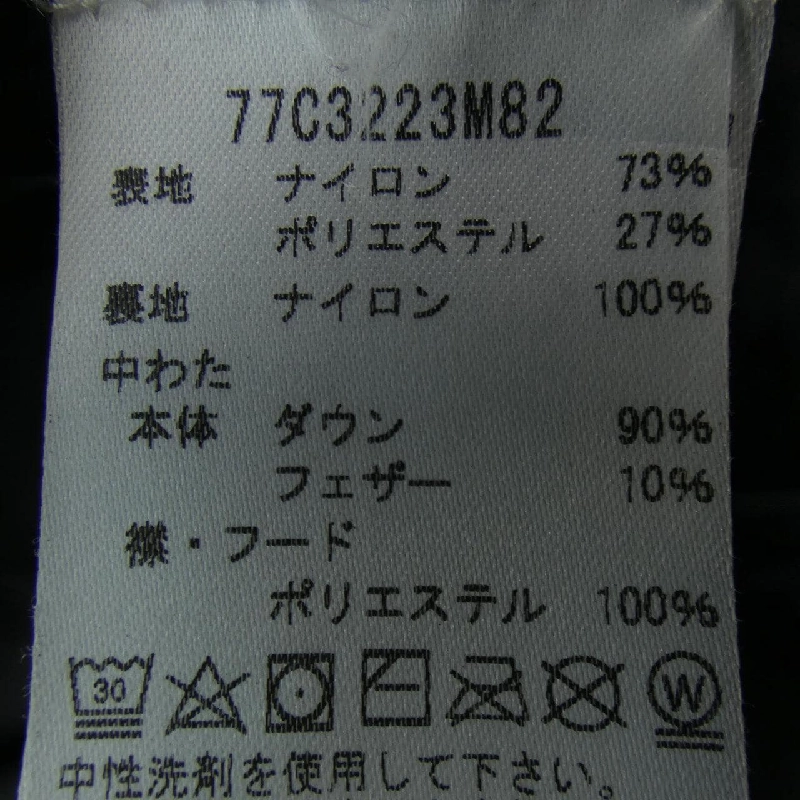 77C3223M82
表地 ナイロン 73%
ポリエステル 27%
裏地 ナイロン 100%
中わた
本体 ダウン 90%
フェザー 10%
襟・フード
ポリエステル 100%
30 W
中性洗剤を使用して下さい。